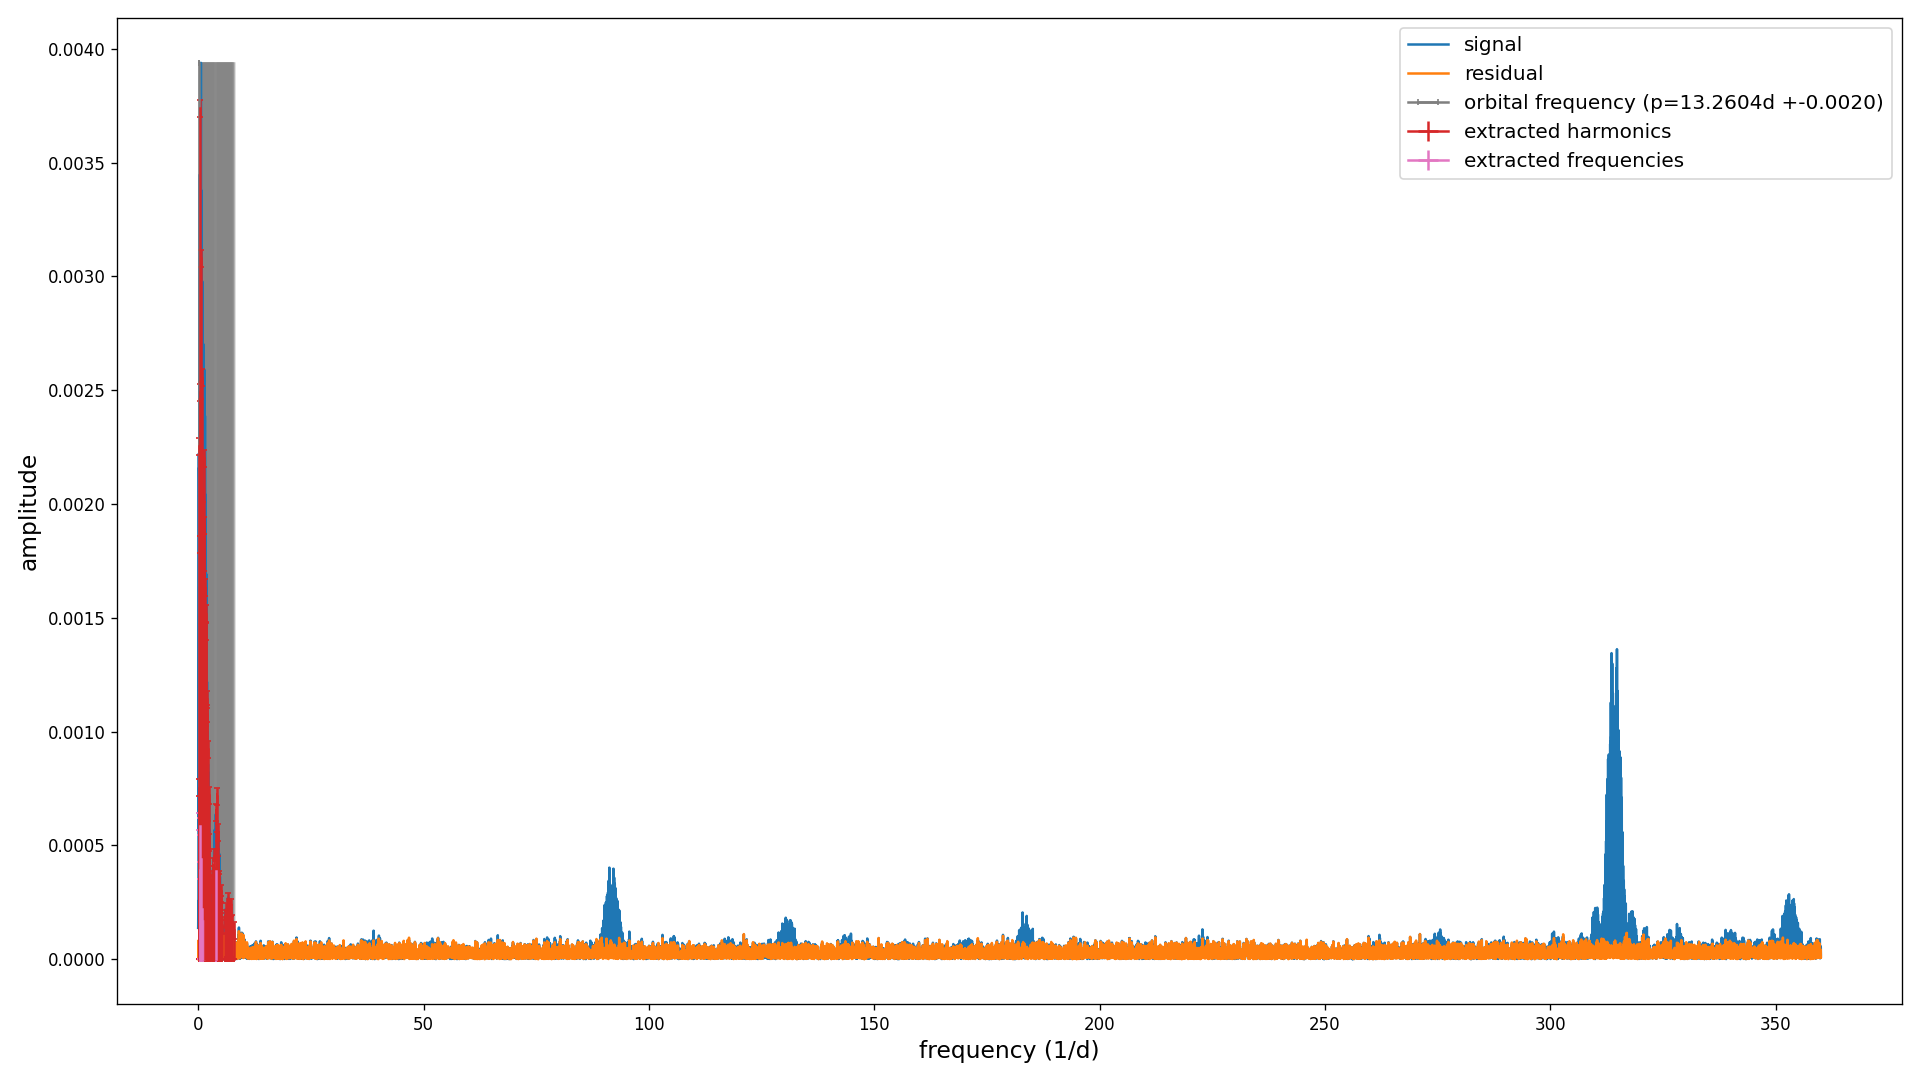 0.0040
0.0035
0.0030
0.0025
0.0020
0.0015
0.0010
0.0005
0.0000
amplitude
0
50
100
150
200
250
300
350
frequency (1/d)
signal
residual
orbital frequency (p=13.2604d +-0.0020)
extracted harmonics
extracted frequencies